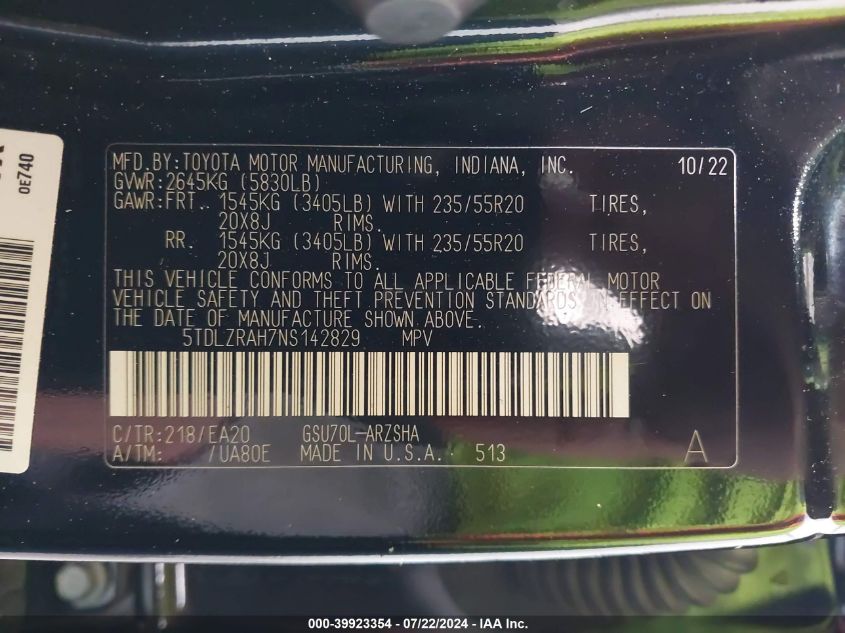 0E740
MFD.BY:TOYOTA MOTOR MANUFACTURING, INDIANA, INC. 10/22
GVWR:2645KG (5830LB)
GAWR:FRT. 1545KG (3405LB) WITH 235/55R20 TIRES,
20X8J RIMS.
RR. 1545KG (3405LB) WITH 235/55R20 TIRES,
20X8J RIMS.
THIS VEHICLE CONFORMS TO ALL APPLICABLE FEDERAL MOTOR
VEHICLE SAFETY AND THEFT PREVENTION STANDARDS IN EFFECT ON
THE DATE OF MANUFACTURE SHOWN ABOVE.
5TDLZRAH7NS142829 MPV
C/TR:218/EA20 GSU70L-ARZSHA
A/TM: /UA80E MADE IN U.S.A. 513 A
000-39923354 - 07/22/2024 - IAA Inc.